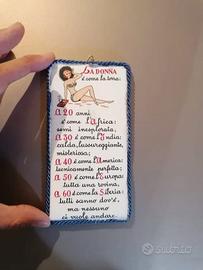 LA DONNA
è come la terra:
A 20 anni
è come l'Africa:
semi inesplorata,
A 30 è come l'India:
calda, lussureggiante,
misteriosa;
A 40 è come l'America:
tecnicamente perfetta;
A 50 è come l'Europa:
tutta una rovina,
A 60 è come la Siberia:
tutti sanno dov'è,
ma nessuno
ci vuole andare.
subito